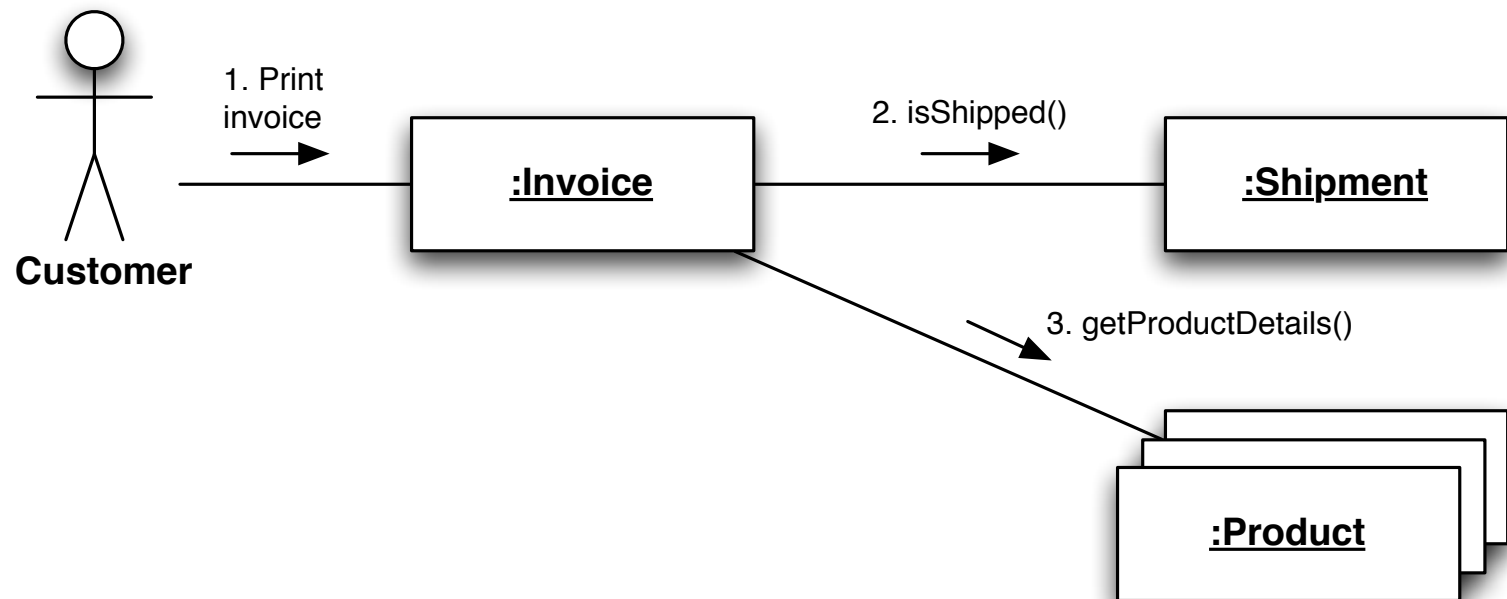 1. Print
invoice
2. isShipped()
:Invoice
:Shipment
Customer
3. getProductDetails()
:Product